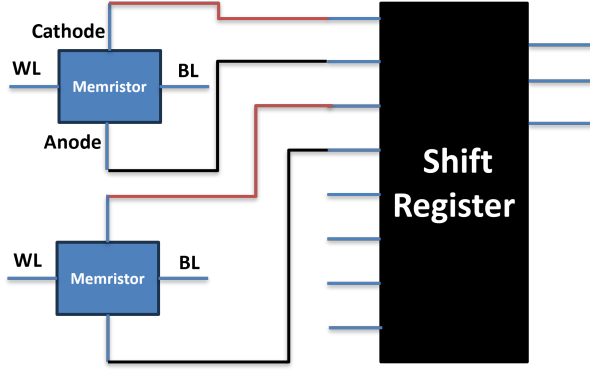 Cathode
WL
BL
Memristor
Anode
Shift
Register
WL
BL
Memristor